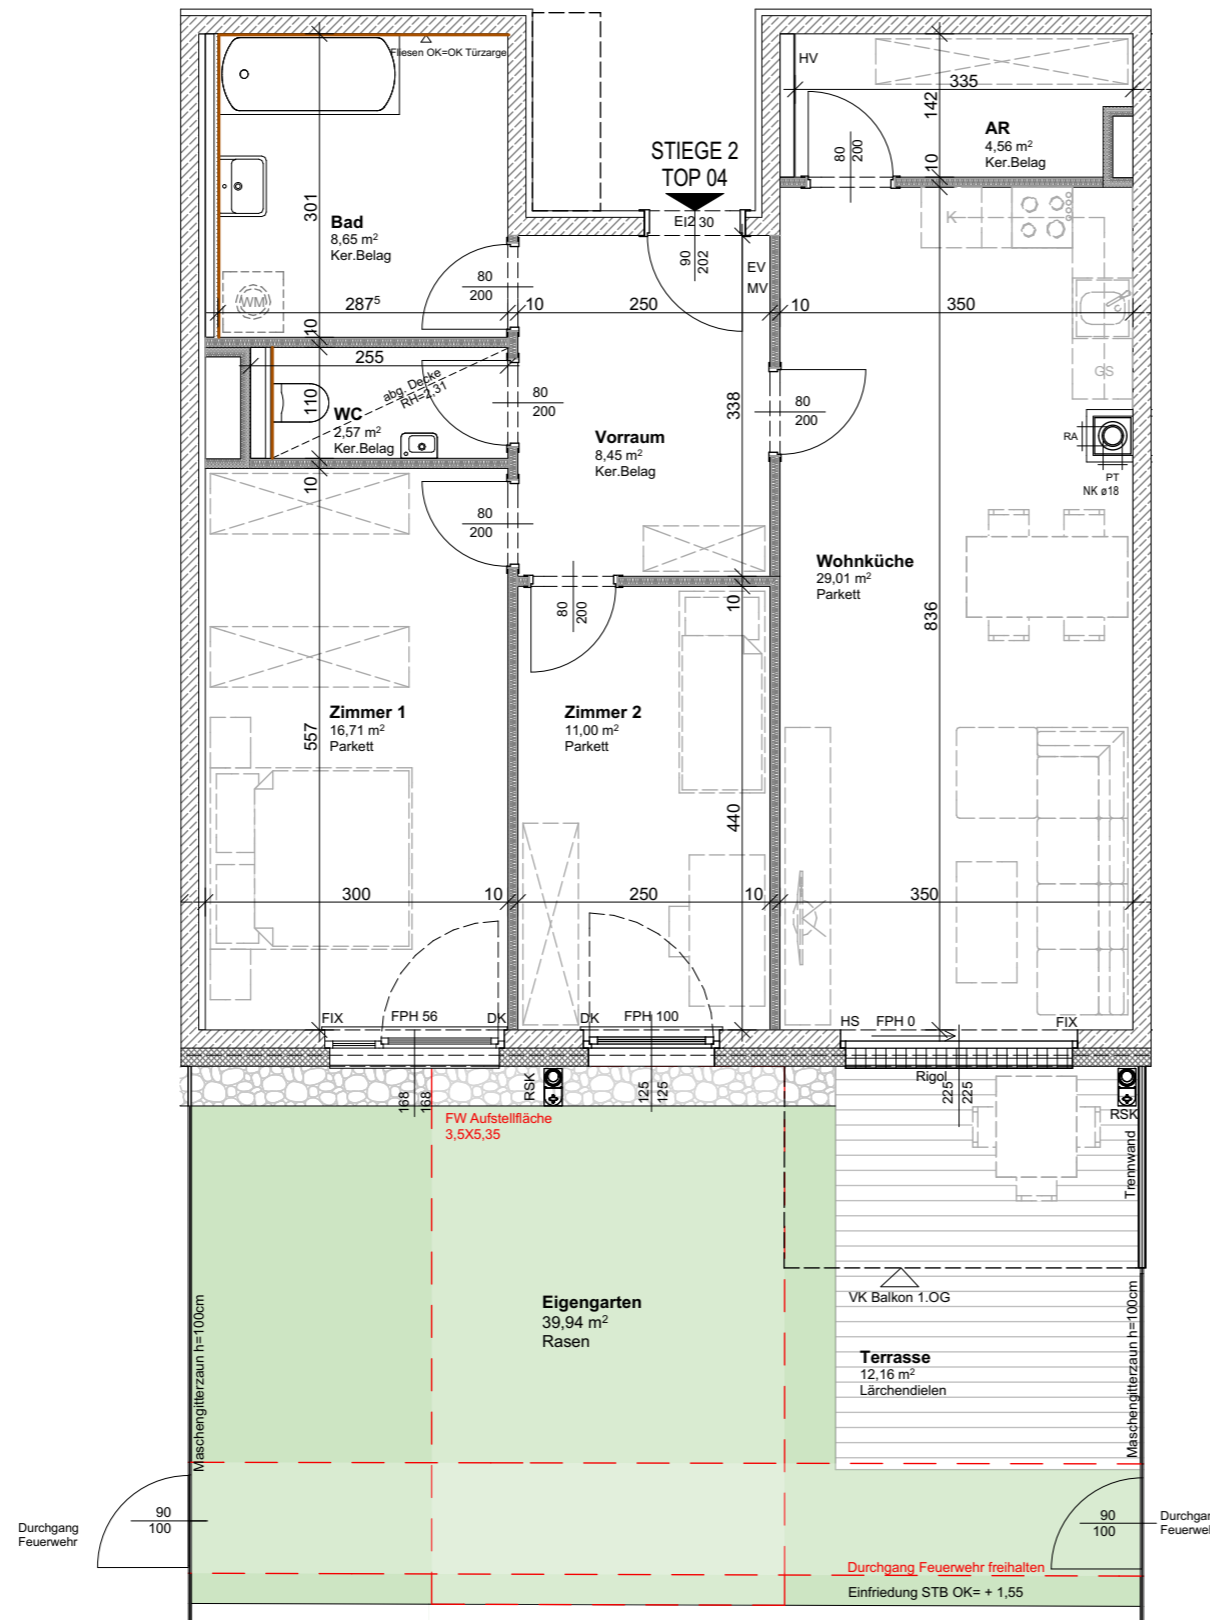 Fliesen OK=OK Türzarge
HV
335
142
AR
4,56 m²
Ker.Belag
80
200
10
STIEGE 2
TOP 04
EI2 30
90
202
EV
MV
K
301
Bad
8,65 m²
Ker.Belag
WM
80
200
287⁵
10
250
10
350
10
255
abg. Decke
RH=2,31
110
WC
2,57 m²
Ker.Belag
80
200
338
80
200
GS
RA
PT
NK ø18
Vorraum
8,45 m²
Ker.Belag
10
80
200
Wohnküche
29,01 m²
Parkett
80
200
10
836
Zimmer 1
16,71 m²
Parkett
557
Zimmer 2
11,00 m²
Parkett
440
300
10
250
10
350
FIX
FPH 56
DK
DK
FPH 100
HS
FPH 0
FIX
Rigol
168
168
RSK
125
125
225
225
RSK
FW Aufstellfläche
3,5X5,35
Trennwand
VK Balkon 1.OG
Eigengarten
39,94 m²
Rasen
Terrasse
12,16 m²
Lärchendielen
Maschengitterzaun h=100cm
Maschengitterzaun h=100cm
Durchgang
Feuerwehr
90
100
90
100
Durchgan
Feuerwel
Durchgang Feuerwehr freihalten
Einfriedung STB OK= + 1,55